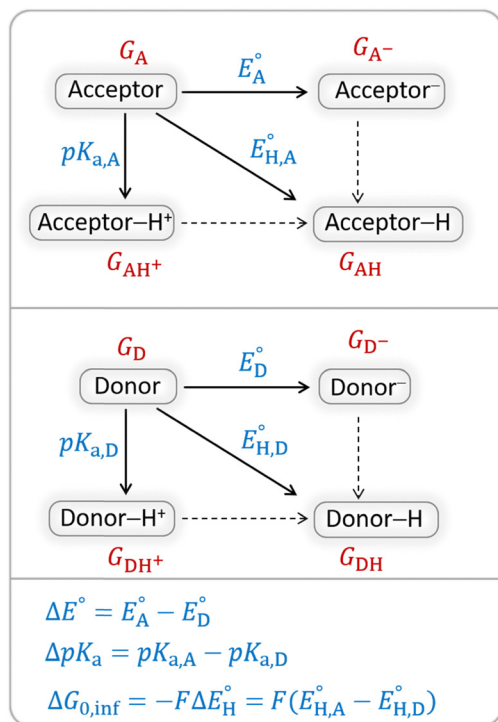 G_A
G_A⁻
E°_A
Acceptor
Acceptor⁻
pK_a,A
E°_H,A
Acceptor–H⁺
Acceptor–H
G_AH⁺
G_AH
G_D
G_D⁻
E°_D
Donor
Donor⁻
pK_a,D
E°_H,D
Donor–H⁺
Donor–H
G_DH⁺
G_DH
ΔE° = E°_A − E°_D
ΔpK_a = pK_a,A − pK_a,D
ΔG_0,inf = −FΔE°_H = F(E°_H,A − E°_H,D)